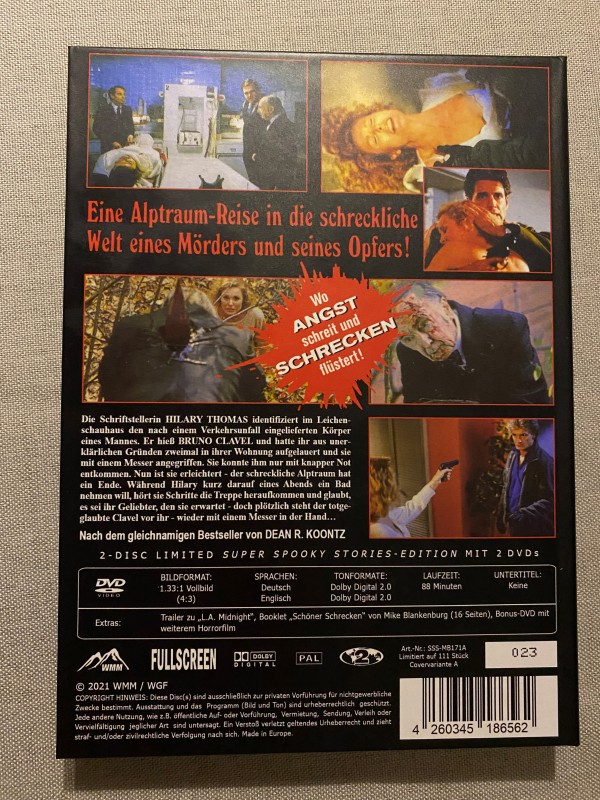 Eine Alptraum-Reise in die schreckliche
Welt eines Mörders und seines Opfers!
Wo
ANGST
schreit und
SCHRECKEN
flüstert!
Die Schriftstellerin HILARY THOMAS identifiziert im Leichen-
schauhaus den nach einem Verkehrsunfall eingelieferten Körper
eines Mannes. Er hieß BRUNO CLAVEL und hatte ihr aus uner-
klärlichen Gründen zweimal in ihrer Wohnung aufgelauert und sie
mit einem Messer angegriffen. Sie konnte ihm nur mit knapper Not
entkommen. Nun ist sie erleichtert - der schreckliche Alptraum hat
ein Ende. Während Hilary kurz darauf eines Abends ein Bad
nehmen will, hört sie Schritte die Treppe heraufkommen und glaubt,
es sei ihr Geliebter, den sie erwartet - doch plötzlich steht der totge-
glaubte Clavel vor ihr - wieder mit einem Messer in der Hand...
Nach dem gleichnamigen Bestseller von DEAN R. KOONTZ
2-DISC LIMITED SUPER SPOOKY STORIES-EDITION MIT 2 DVDs
DVD
VIDEO
BILDFORMAT:
1.33:1 Vollbild
(4:3)
SPRACHEN:
Deutsch
Englisch
TONFORMATE:
Dolby Digital 2.0
Dolby Digital 2.0
LAUFZEIT:
88 Minuten
UNTERTITEL:
Keine
Extras:
Trailer zu „L.A. Midnight", Booklet „Schöner Schrecken" von Mike Blankenburg (16 Seiten), Bonus-DVD mit
weiterem Horrorfilm
WMM
FULLSCREEN
DOLBY
DIGITAL
PAL
2
Art.-Nr.: SSS-MB171A
Limitiert auf 111 Stück
Covervariante A
023
© 2021 WMM / WGF
COPYRIGHT HINWEIS: Diese Disc(s) sind ausschließlich zur privaten Vorführung für nichtgewerbliche
Zwecke bestimmt. Ausstattung und das Programm (Bild und Ton) sind urheberrechtlich geschützt.
Jede andere Nutzung, wie z.B. öffentliche Auf- oder Vorführung, Vermietung, Sendung, Verleih oder
Vervielfältigung jeglicher Art sind untersagt. Ein Verstoß verletzt geltendes Urheberrecht und zieht
straf- und/oder zivilrechtliche Verfolgung nach sich. Made in Europe.
4 260345 186562